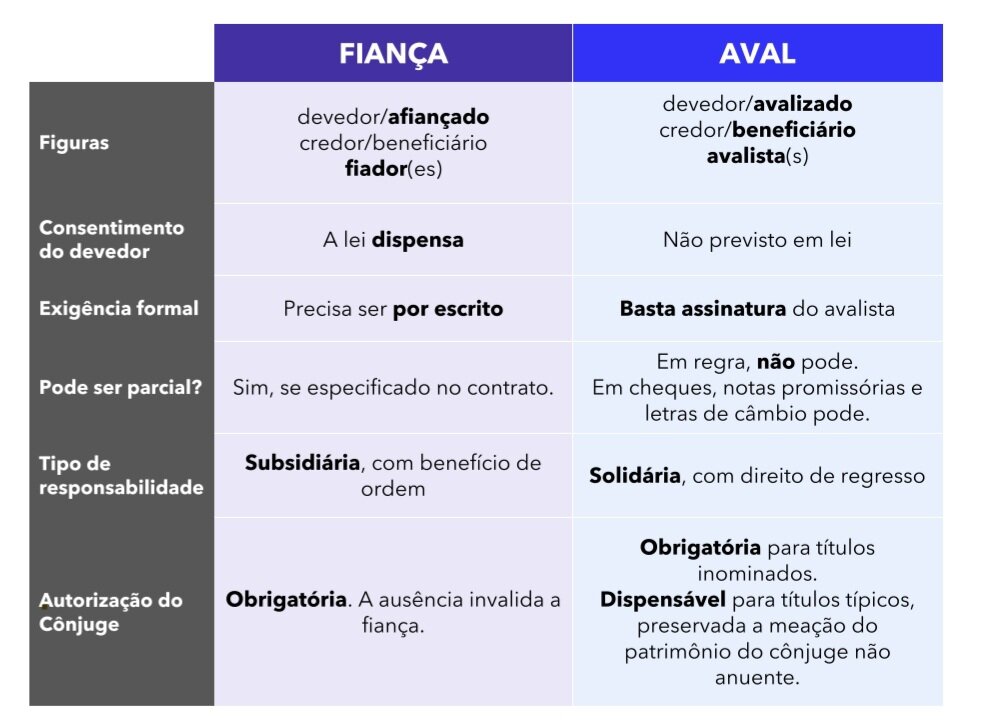 FIANÇA
AVAL
Figuras
devedor/afiançado
credor/beneficiário
fiador(es)
devedor/avalizado
credor/beneficiário
avalista(s)
Consentimento
do devedor
A lei dispensa
Não previsto em lei
Exigência formal
Precisa ser por escrito
Basta assinatura do avalista
Pode ser parcial?
Sim, se especificado no contrato.
Em regra, não pode.
Em cheques, notas promissórias e
letras de câmbio pode.
Tipo de
responsabilidade
Subsidiária, com benefício de
ordem
Solidária, com direito de regresso
Autorização do
Cônjuge
Obrigatória. A ausência invalida a
fiança.
Obrigatória para títulos
inominados.
Dispensável para títulos típicos,
preservada a meação do
patrimônio do cônjuge não
anuente.